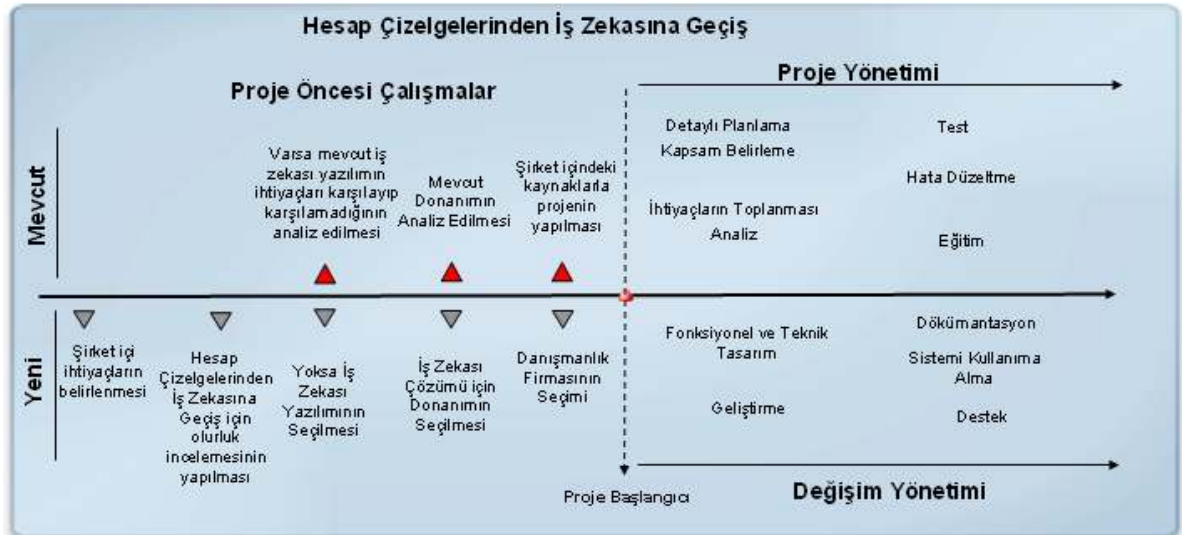 Hesap Çizelgelerinden İş Zekasına Geçiş
Proje Öncesi Çalışmalar
Proje Yönetimi
Mevcut
Varsa mevcut iş
zekası yazılımın
ihtiyaçları karşılayıp
karşılamadığının
analiz edilmesi
Mevcut
Donanımın
Analiz Edilmesi
Şirket içindeki
kaynaklarla
projenin
yapılması
Detaylı Planlama
Kapsam Belirleme
İhtiyaçların Toplanması
Analiz
Test
Hata Düzeltme
Eğitim
Yeni
Şirket içi
ihtiyaçların
belirlenmesi
Hesap
Çizelgelerinden
İş Zekasına
Geçiş için
olurluk
incelemesinin
yapılması
Yoksa İş
Zekası
Yazılımının
Seçilmesi
İş Zekası
Çözümü için
Donanımın
Seçilmesi
Danışmanlık
Firmasının
Seçimi
Fonksiyonel ve Teknik
Tasarım
Geliştirme
Dökümantasyon
Sistemi Kullanıma
Alma
Destek
Proje Başlangıcı
Değişim Yönetimi